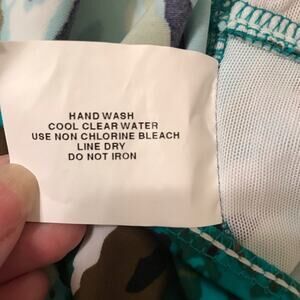 HAND WASH
COOL CLEAR WATER
USE NON CHLORINE BLEACH
LINE DRY
DO NOT IRON